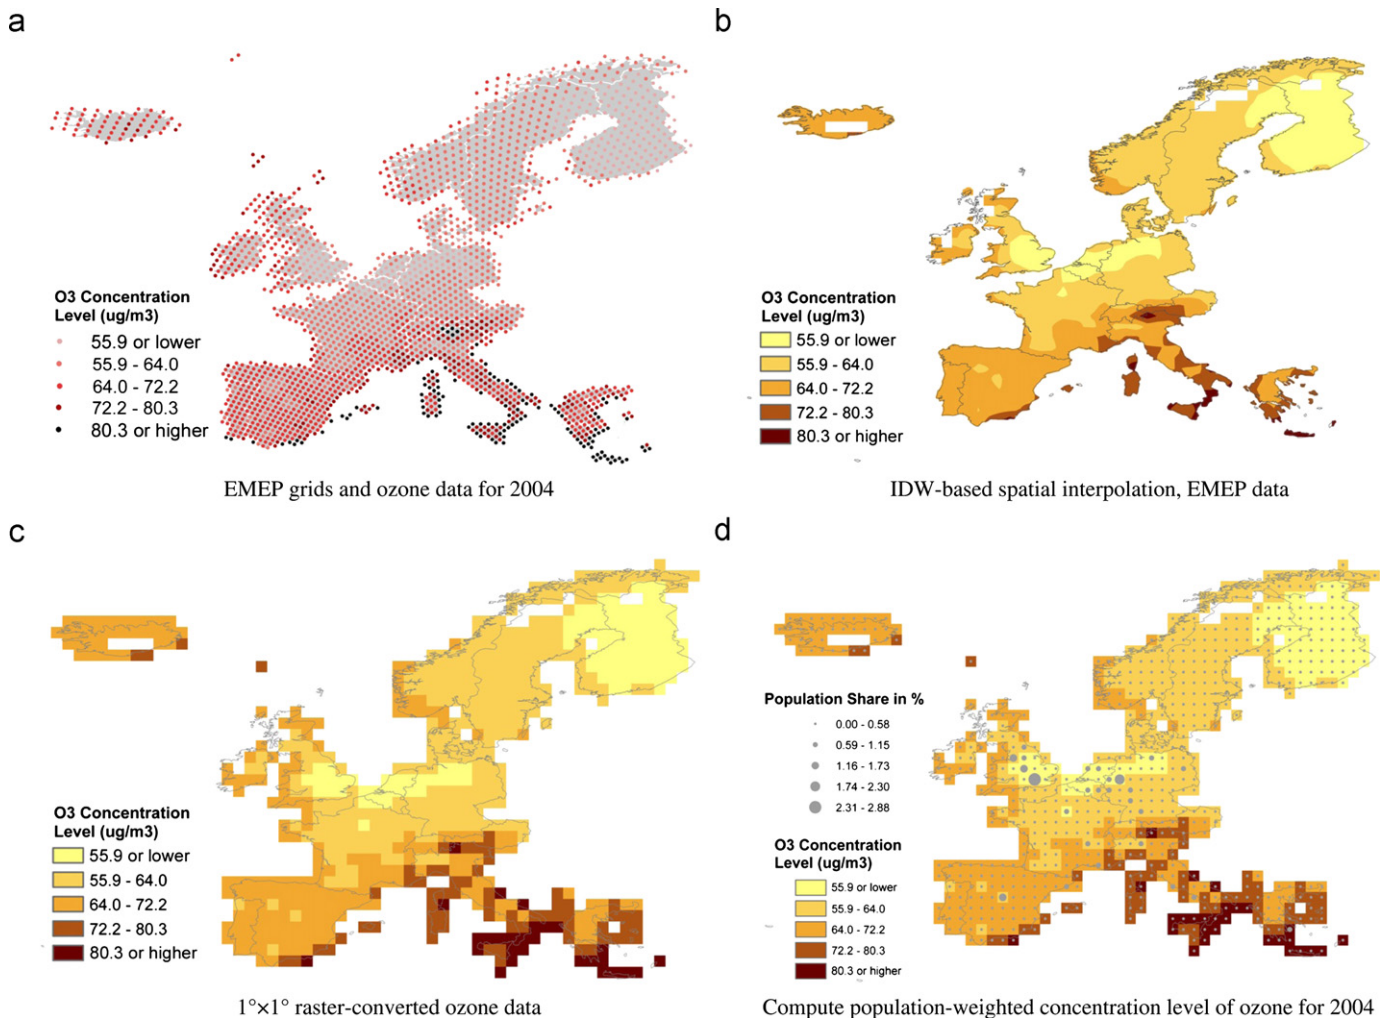 a
O3 Concentration
Level (ug/m3)
55.9 or lower
55.9 - 64.0
64.0 - 72.2
72.2 - 80.3
80.3 or higher
EMEP grids and ozone data for 2004
b
O3 Concentration
Level (ug/m3)
55.9 or lower
55.9 - 64.0
64.0 - 72.2
72.2 - 80.3
80.3 or higher
IDW-based spatial interpolation, EMEP data
c
O3 Concentration
Level (ug/m3)
55.9 or lower
55.9 - 64.0
64.0 - 72.2
72.2 - 80.3
80.3 or higher
1°×1° raster-converted ozone data
d
Population Share in %
0.00 - 0.58
0.59 - 1.15
1.16 - 1.73
1.74 - 2.30
2.31 - 2.88
O3 Concentration
Level (ug/m3)
55.9 or lower
55.9 - 64.0
64.0 - 72.2
72.2 - 80.3
80.3 or higher
Compute population-weighted concentration level of ozone for 2004